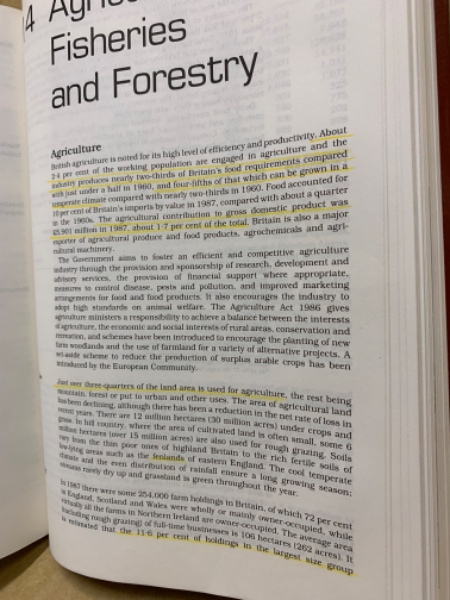 14 Agri
Fisheries
and Forestry
Agriculture
British agriculture is noted for its high level of efficiency and productivity. About
2·4 per cent of the working population are engaged in agriculture and the
industry produces nearly two-thirds of Britain's food requirements compared
with just under a half in 1960, and four-fifths of that which can be grown in a
temperate climate compared with nearly two-thirds in 1960. Food accounted for
10 per cent of Britain's imports by value in 1987, compared with about a quarter
in the 1960s. The agricultural contribution to gross domestic product was
£5,901 million in 1987, about 1·7 per cent of the total. Britain is also a major
exporter of agricultural produce and food products, agrochemicals and agri-
cultural machinery.
The Government aims to foster an efficient and competitive agriculture
industry through the provision and sponsorship of research, development and
advisory services, the provision of financial support where appropriate,
measures to control disease, pests and pollution, and improved marketing
arrangements for food and food products. It also encourages the industry to
adopt high standards on animal welfare. The Agriculture Act 1986 gives
agriculture ministers a responsibility to achieve a balance between the interests
of agriculture, the economic and social interests of rural areas, conservation and
recreation, and schemes have been introduced to encourage the planting of new
farm woodlands and the use of farmland for a variety of alternative projects. A
set-aside scheme to reduce the production of surplus arable crops has been
introduced by the European Community.
Just over three-quarters of the land area is used for agriculture, the rest being
mountain, forest or put to urban and other uses. The area of agricultural land
has been declining, although there has been a reduction in the net rate of loss in
recent years. There are 12 million hectares (30 million acres) under crops and
grass. In hill country, where the area of cultivated land is often small, some 6
million hectares (over 15 million acres) are also used for rough grazing. Soils
vary from the thin poor ones of highland Britain to the rich fertile soils of
low-lying areas such as the fenlands of eastern England. The cool temperate
climate and the even distribution of rainfall ensure a long growing season;
streams rarely dry up and grassland is green throughout the year.
In 1987 there were some 254,000 farm holdings in Britain, of which 72 per cent
in England, Scotland and Wales were wholly or mainly owner-occupied, while
virtually all the farms in Northern Ireland are owner-occupied. The average area
(including rough grazing) of full-time businesses is 106 hectares (262 acres). It
is estimated that the 11·6 per cent of holdings in the largest size group